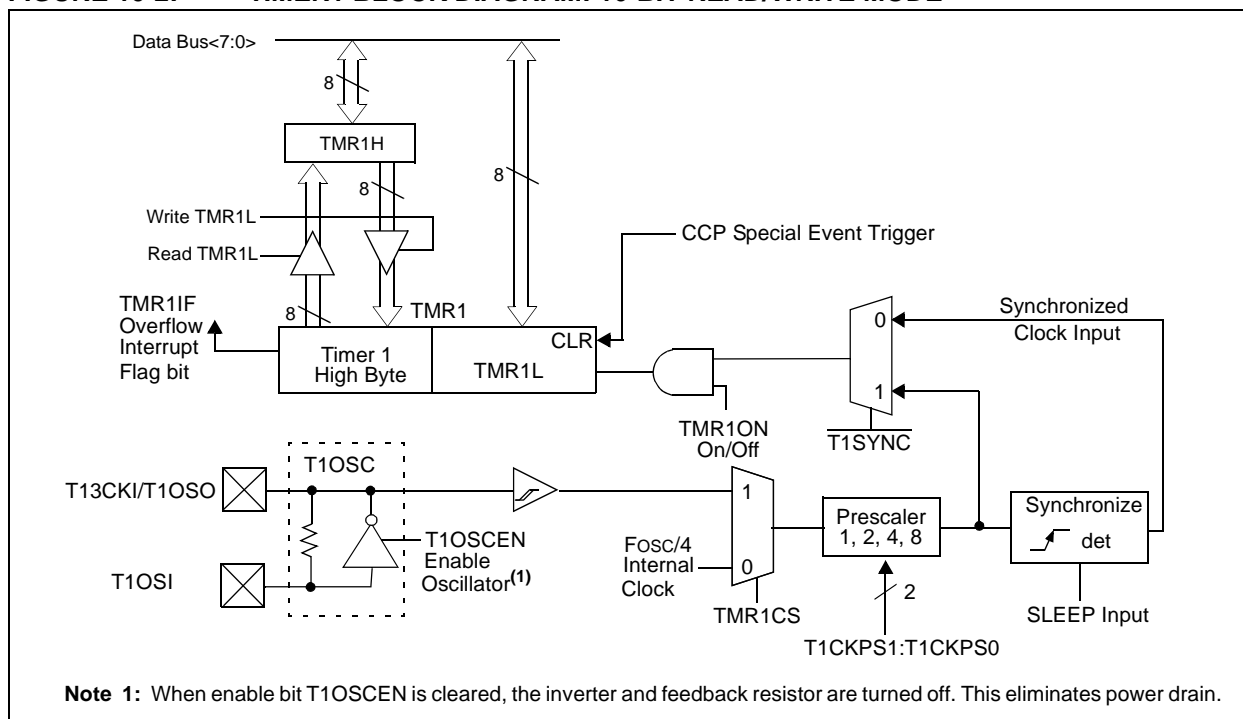 Data Bus<7:0>
8
TMR1H
8
8
Write TMR1L
CCP Special Event Trigger
Read TMR1L
TMR1IF
Overflow
Interrupt
Flag bit
8
TMR1
CLR
Timer 1
High Byte
TMR1L
0
1
Synchronized
Clock Input
TMR1ON
On/Off
T1SYNC
T1OSC
T13CKI/T1OSO
T1OSI
T1OSCEN
Enable
Oscillator(1)
1
0
FOSC/4
Internal
Clock
TMR1CS
Prescaler
1, 2, 4, 8
2
T1CKPS1:T1CKPS0
Synchronize
det
SLEEP Input
Note 1: When enable bit T1OSCEN is cleared, the inverter and feedback resistor are turned off. This eliminates power drain.